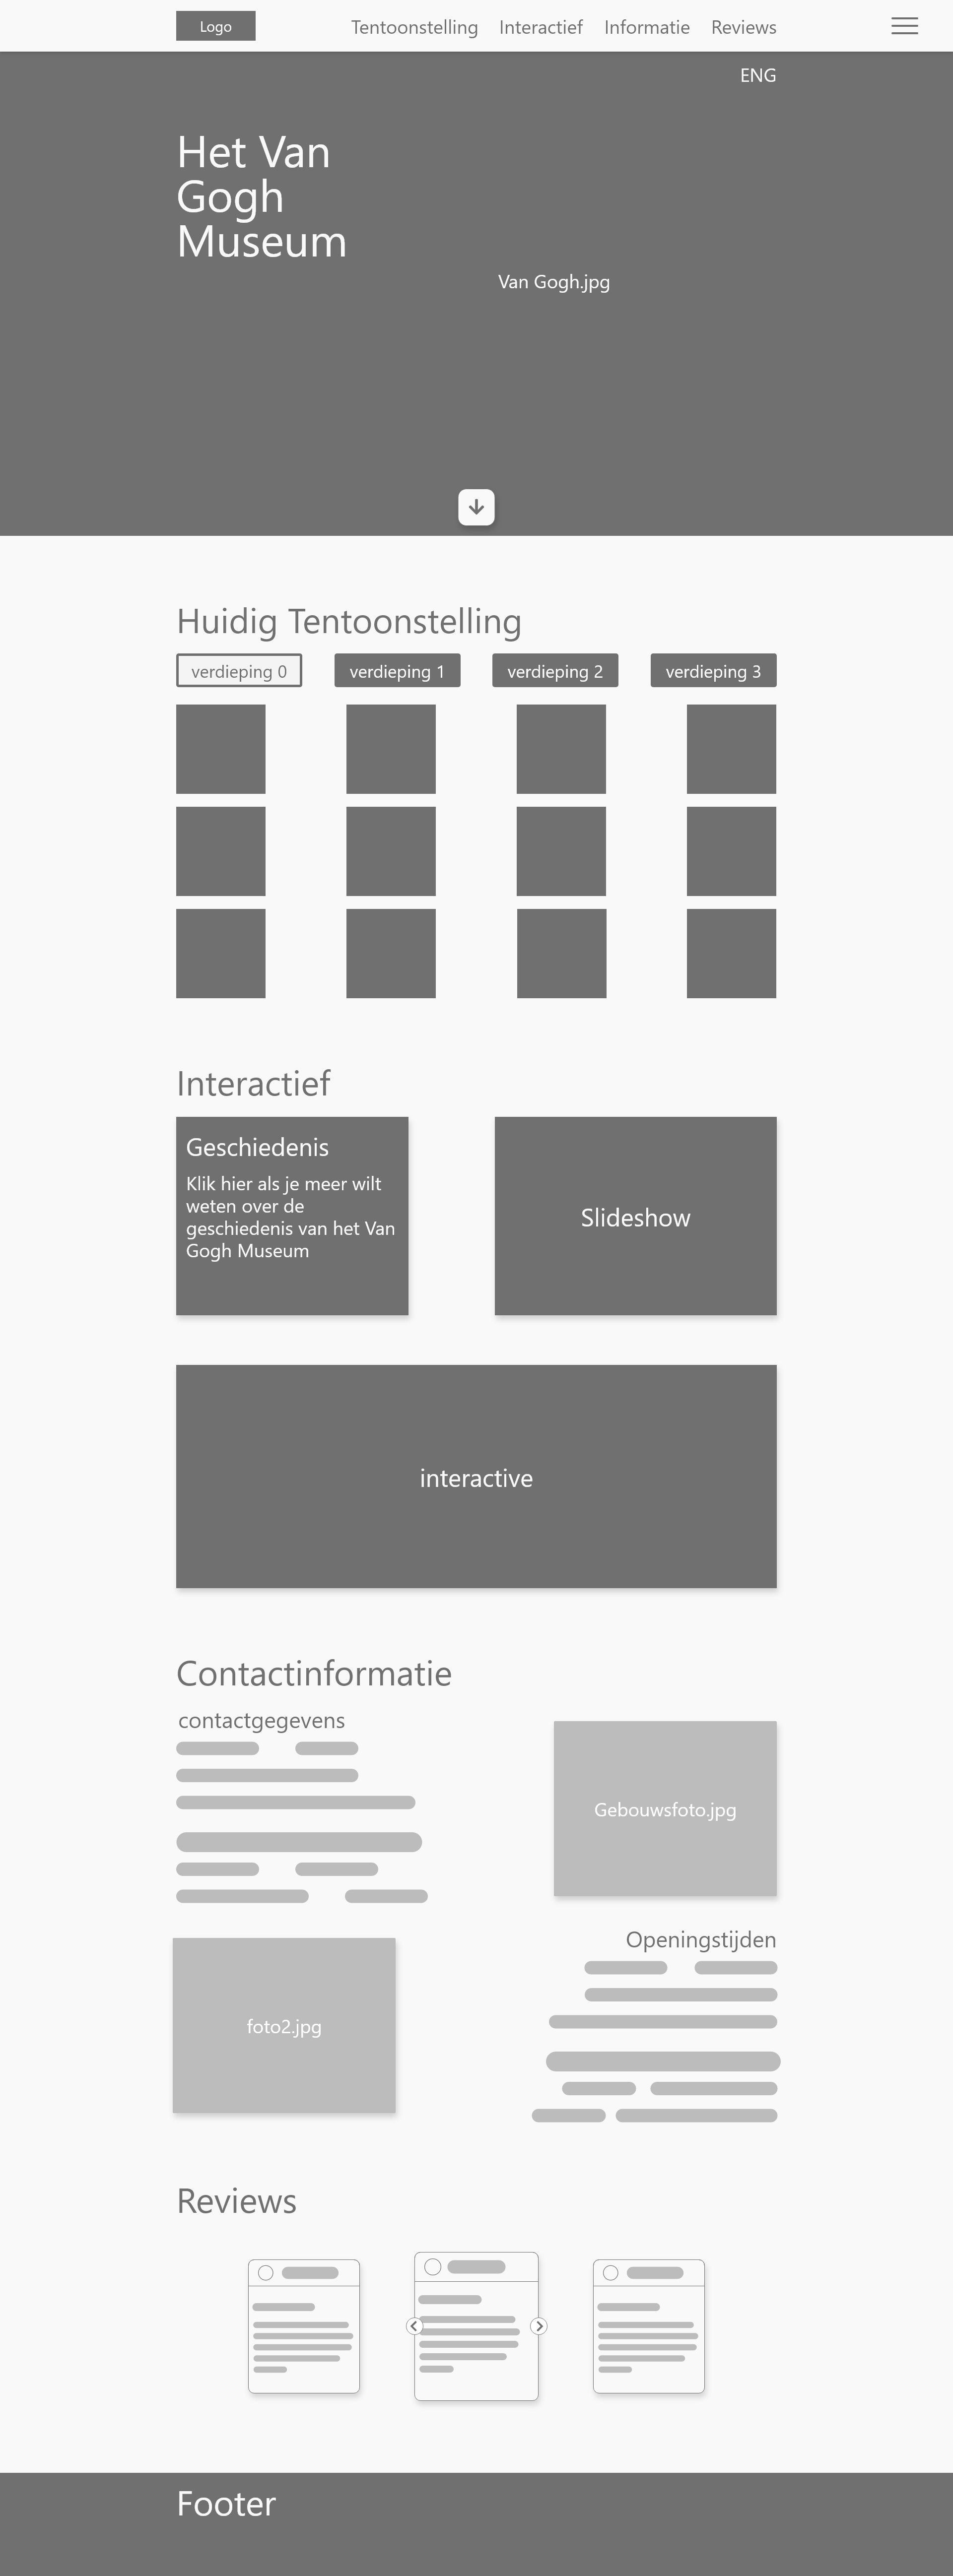 Logo
Tentoonstelling Interactief Informatie Reviews
ENG
Het Van
Gogh
Museum
Van Gogh.jpg
Huidig Tentoonstelling
verdieping 0 verdieping 1 verdieping 2 verdieping 3
Interactief
Geschiedenis
Klik hier als je meer wilt
weten over de
geschiedenis van het Van
Gogh Museum
Slideshow
interactive
Contactinformatie
contactgegevens
Gebouwsfoto.jpg
Openingstijden
foto2.jpg
Reviews
Footer